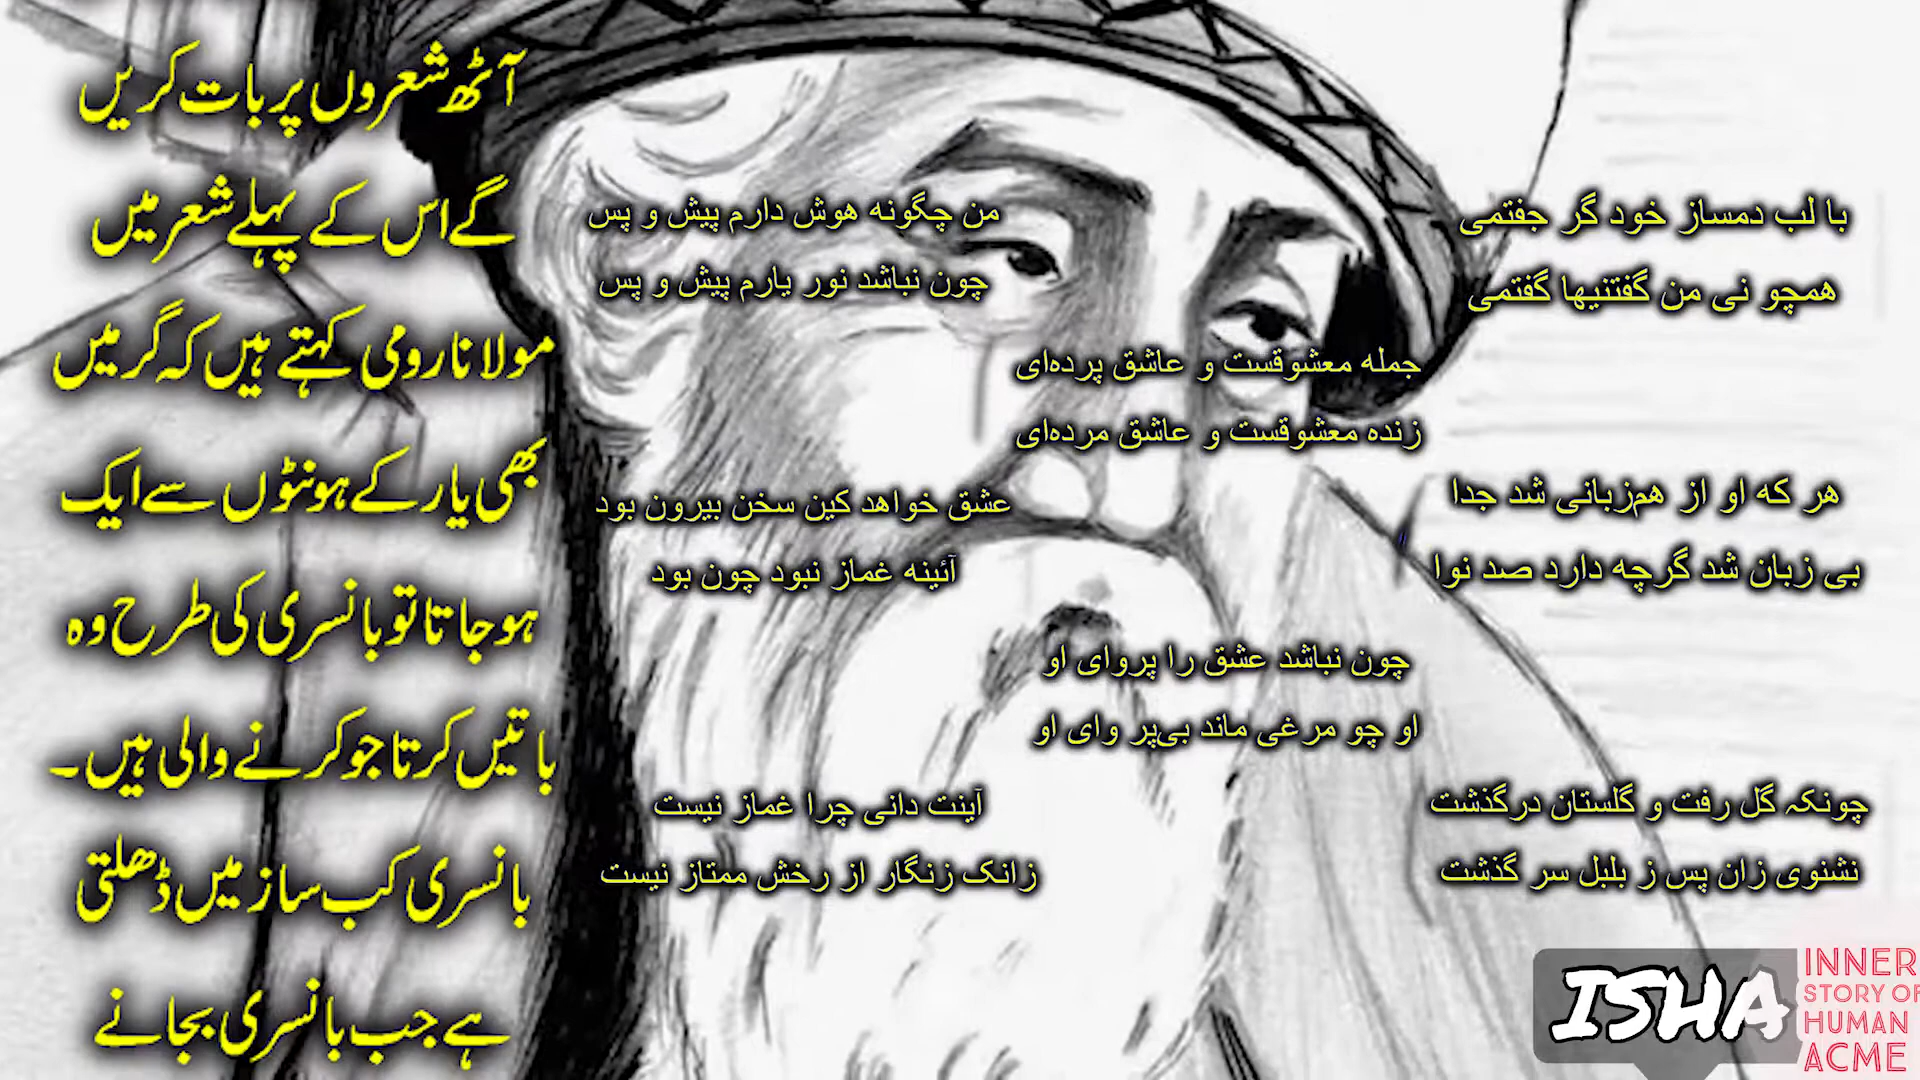 آٹھ شعروں پر بات کریں
گے اس کے پہلے شعر میں
مولانا رومی کہتے ہیں کہ گر میں
بھی یار کے ہونٹوں سے ایک
ہو جاتا تو بانسری کی طرح وہ
باتیں کرتا جو کرنے والی ہیں۔
بانسری کب ساز میں ڈھلتی
ہے جب بانسری بجانے
با لب دمساز خود گر جفتمی
همچو نی من گفتنیها گفتمی
هر که او از هم‌زبانی شد جدا
بی زبان شد گرچه دارد صد نوا
چونکہ گل رفت و گلستان درگذشت
نشنوی زان پس ز بلبل سر گذشت
جمله معشوقست و عاشق پرده‌ای
زنده معشوقست و عاشق مرده‌ای
چون نباشد عشق را پروای او
او چو مرغی ماند بی‌پر وای او
من چگونه هوش دارم پیش و پس
چون نباشد نور یارم پیش و پس
عشق خواهد کین سخن بیرون بود
آئینه غماز نبود چون بود
آینت دانی چرا غماز نیست
زانک زنگار از رخش ممتاز نیست
ISHA
INNER
STORY OF
HUMAN
ACME